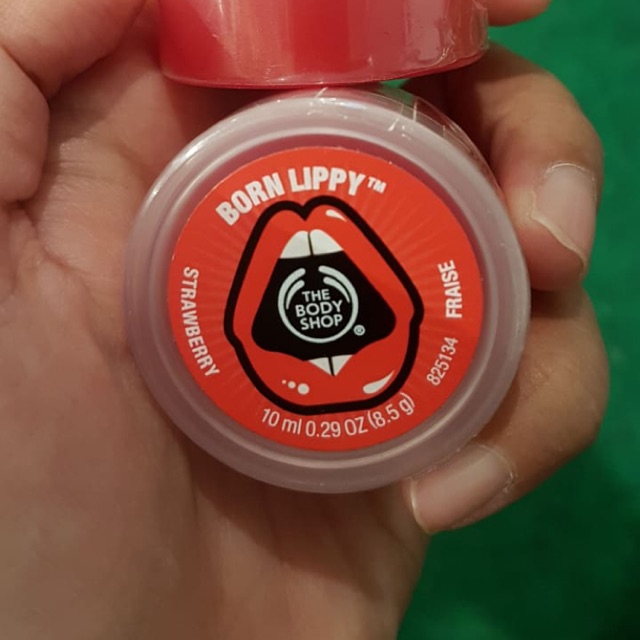 BORN LIPPY™
STRAWBERRY
THE
BODY
SHOP®
FRAISE
825134
10 ml 0.29 OZ (8.5 g)